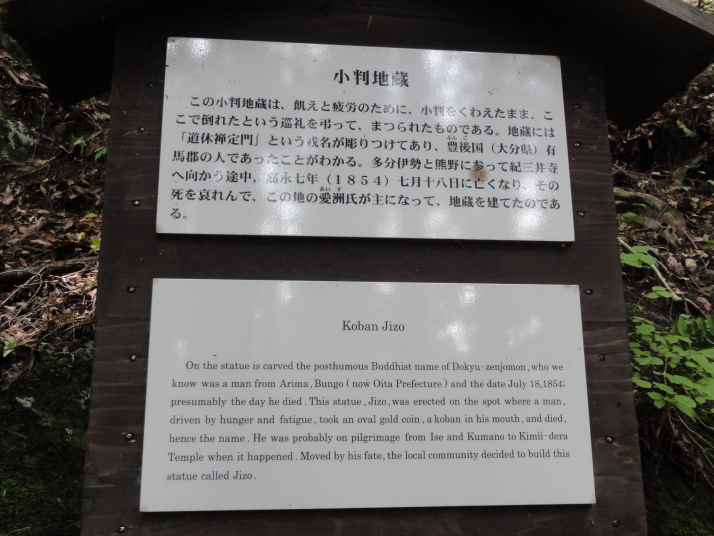 小判地蔵
この小判地蔵は、飢えと疲労のために、小判をくわえたまま、こ
こで倒れたという巡礼を弔って、まつられたものである。地蔵には
「道休禅定門」という戒名が彫りつけてあり、豊後国（大分県）有
馬郡の人であったことがわかる。多分伊勢と熊野に参って紀三井寺
へ向かう途中、嘉永七年（１８５４）七月十八日に亡くなり、その
死を哀れんで、この地の愛洲氏が主になって、地蔵を建てたのであ
る。
Koban Jizo
On the statue is carved the posthumous Buddhist name of Dokyu-zenjomon, who we
know was a man from Arima, Bungo ( now Oita Prefecture ) and the date July 18,1854;
presumably the day he died. This statue, Jizo, was erected on the spot where a man,
driven by hunger and fatigue, took an oval gold coin, a koban in his mouth, and died,
hence the name. He was probably on pilgrimage from Ise and Kumano to Kimii-dera
Temple when it happened. Moved by his fate, the local community decided to build this
statue called Jizo.